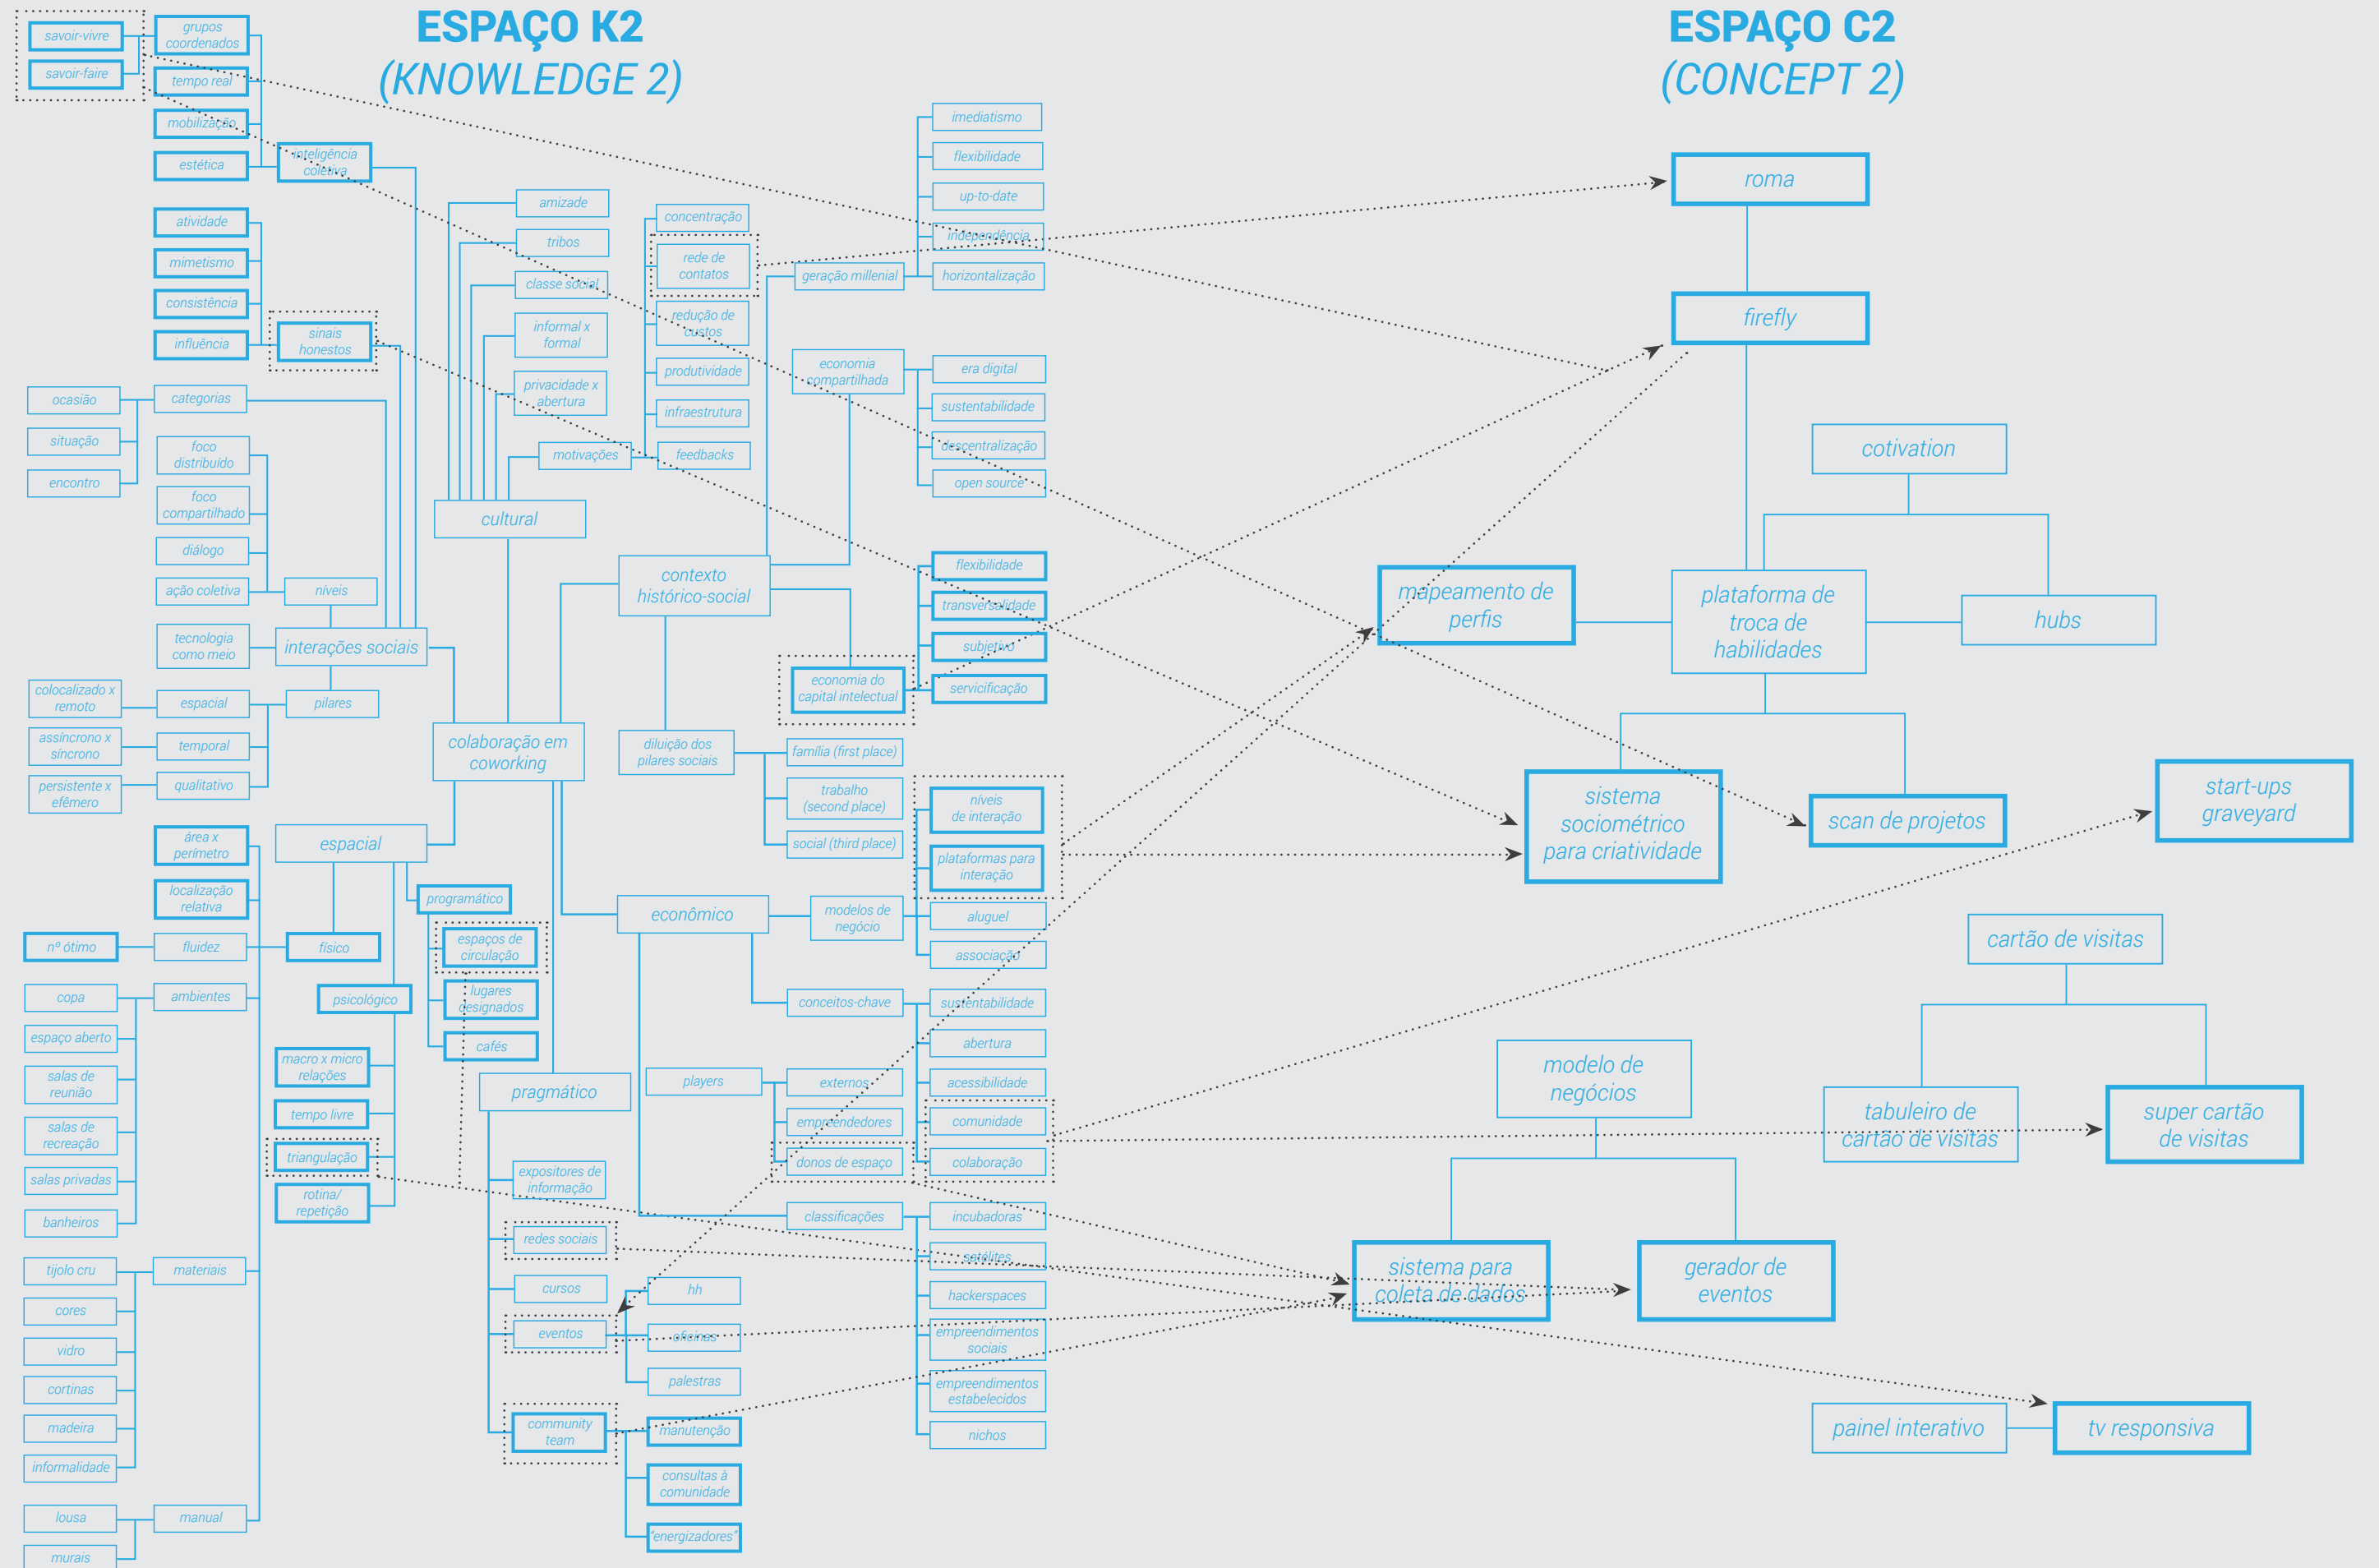 ESPAÇO K2
(KNOWLEDGE 2)
ESPAÇO C2
(CONCEPT 2)
savoir-vivre
savoir-faire
grupos
coordenados
tempo real
mobilização
estética
inteligência
coletiva
atividade
mimetismo
consistência
influência
sinais
honestos
ocasião
situação
encontro
categorias
foco
distribuído
foco
compartilhado
diálogo
ação coletiva
níveis
tecnologia
como meio
interações sociais
colocalizado x
remoto
espacial
pilares
assíncrono x
síncrono
temporal
persistente x
efêmero
qualitativo
amizade
tribos
classe social
informal x
formal
privacidade x
abertura
motivações
cultural
concentração
rede de
contatos
redução de
custos
produtividade
infraestrutura
feedbacks
imediatismo
flexibilidade
up-to-date
independência
horizontalização
geração millenial
economia
compartilhada
era digital
sustentabilidade
descentralização
open source
contexto
histórico-social
flexibilidade
transversalidade
subjetivo
servicificação
economia do
capital intelectual
colaboração em
coworking
diluição dos
pilares sociais
família (first place)
trabalho
(second place)
social (third place)
área x
perímetro
localização
relativa
nº ótimo
fluidez
físico
espacial
programático
espaços de
circulação
lugares
designados
cafés
psicológico
macro x micro
relações
tempo livre
triangulação
rotina/
repetição
copa
espaço aberto
salas de
reunião
salas de
recreação
salas privadas
banheiros
ambientes
tijolo cru
cores
vidro
cortinas
madeira
informalidade
materiais
lousa
murais
manual
níveis
de interação
plataformas para
interação
aluguel
associação
econômico
modelos de
negócio
conceitos-chave
sustentabilidade
abertura
acessibilidade
comunidade
colaboração
players
externos
empreendedores
donos de espaço
pragmático
expositores de
informação
redes sociais
cursos
eventos
community
team
hh
oficinas
palestras
manutenção
consultas à
comunidade
"energizadores"
classificações
incubadoras
satélites
hackerspaces
empreendimentos
sociais
empreendimentos
estabelecidos
nichos
roma
firefly
cotivation
mapeamento de
perfis
plataforma de
troca de
habilidades
hubs
sistema
sociométrico
para criatividade
scan de projetos
start-ups
graveyard
cartão de visitas
tabuleiro de
cartão de visitas
super cartão
de visitas
modelo de
negócios
sistema para
coleta de dados
gerador de
eventos
painel interativo
tv responsiva